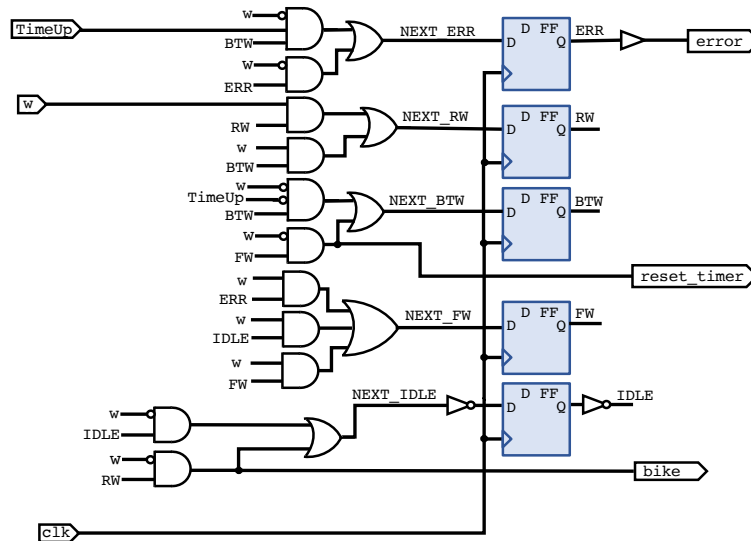 w
NEXT_ERR
D FF
ERR
TimeUp
D
Q
error
BTW
w
ERR
w
NEXT_RW
D FF
RW
RW
D
Q
w
BTW
w
TimeUp
NEXT_BTW
D FF
BTW
BTW
D
Q
w
FW
reset_timer
w
ERR
w
NEXT_FW
D FF
FW
IDLE
D
Q
w
FW
NEXT_IDLE
D FF
IDLE
w
D
Q
IDLE
w
bike
RW
clk